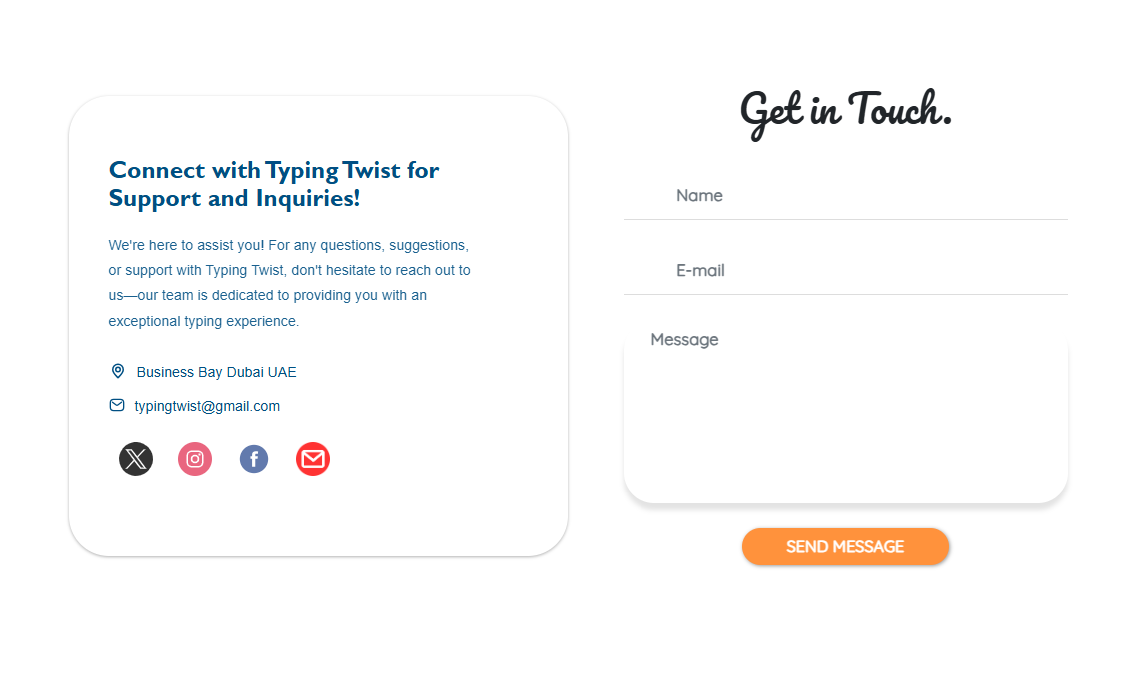 Connect with Typing Twist for
Support and Inquiries!
We're here to assist you! For any questions, suggestions,
or support with Typing Twist, don't hesitate to reach out to
us—our team is dedicated to providing you with an
exceptional typing experience.
Business Bay Dubai UAE
typingtwist@gmail.com
Get in Touch.
Name
E-mail
Message
SEND MESSAGE